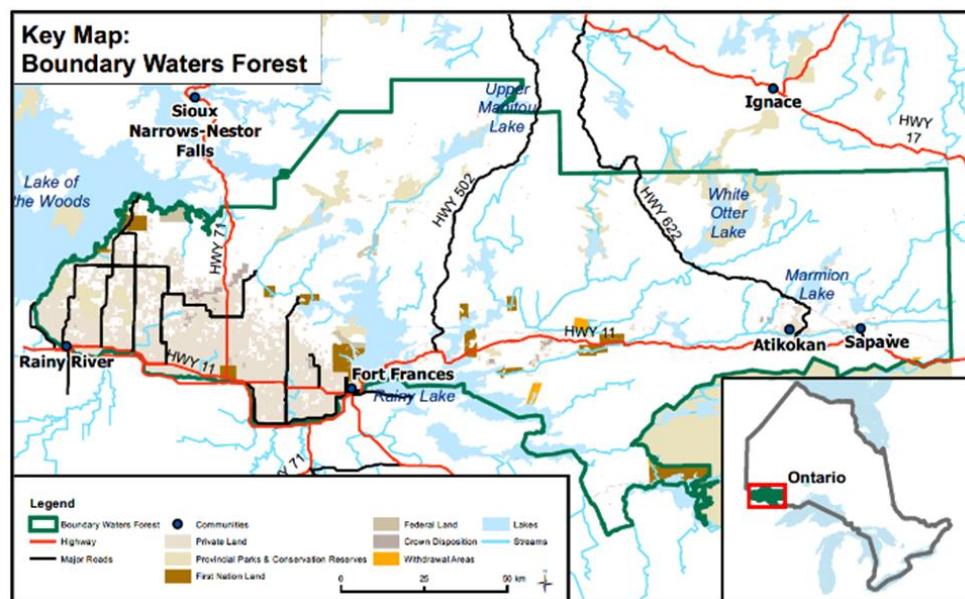 Key Map:
Boundary Waters Forest
Sioux
Narrows-Nestor
Falls
Upper
Manitou
Lake
Ignace
HWY
17
Lake of
the Woods
HWY 71
HWY 502
HWY 622
White
Otter
Lake
Marmion
Lake
HWY 11
Atikokan
Sapawe
Rainy River
HWY 11
Fort Frances
Rainy Lake
HWY 71
Ontario
Legend
Boundary Waters Forest
Highway
Major Roads
Communities
Private Land
Provincial Parks & Conservation Reserves
First Nation Land
Federal Land
Crown Disposition
Withdrawal Areas
Lakes
Streams
0 25 50 km